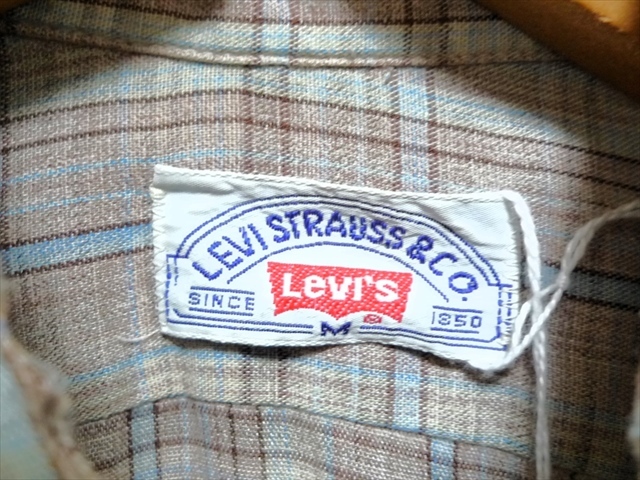 LEVI STRAUSS & CO.
Levi's
SINCE 1850
M